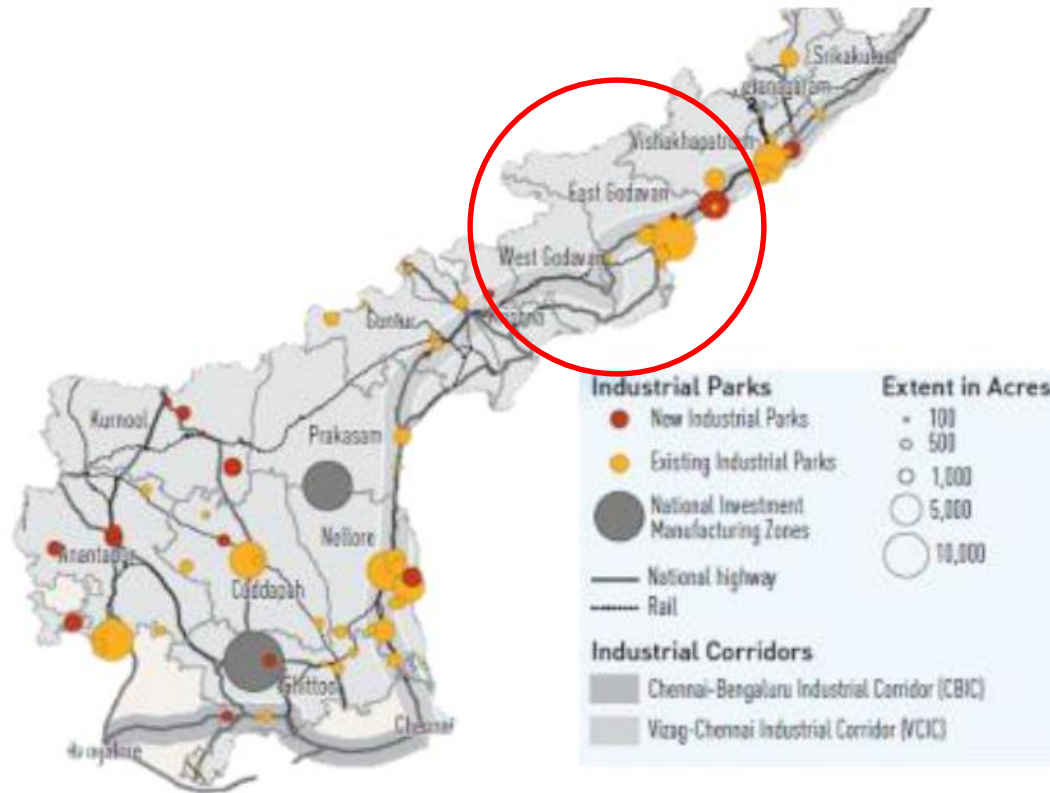 Srikakulam
Vishakhapatnam
East Godavari
West Godavari
Krishna
Guntur
Kurnool
Prakasam
Nellore
Anantapur
Cuddapah
Chittoor
Chennai
Industrial Parks
New Industrial Parks
Existing Industrial Parks
National Investment
Manufacturing Zones
National highway
Rail
Extent in Acres
100
500
1,000
5,000
10,000
Industrial Corridors
Chennai-Bengaluru Industrial Corridor (CBIC)
Vizag-Chennai Industrial Corridor (VCIC)